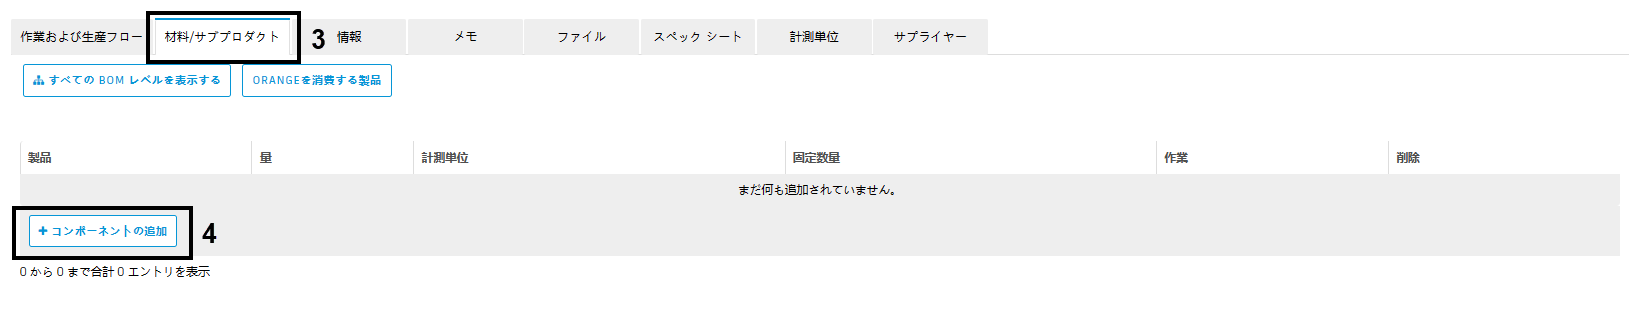 作業および生産フロー 材料/サブプロダクト 3 情報 メモ ファイル スペック シート 計測単位 サプライヤー
すべての BOM レベルを表示する ORANGEを消費する製品
製品 量 計測単位 固定数量 作業 削除
まだ何も追加されていません。
+ コンポーネントの追加 4
0 から 0 まで合計 0 エントリを表示